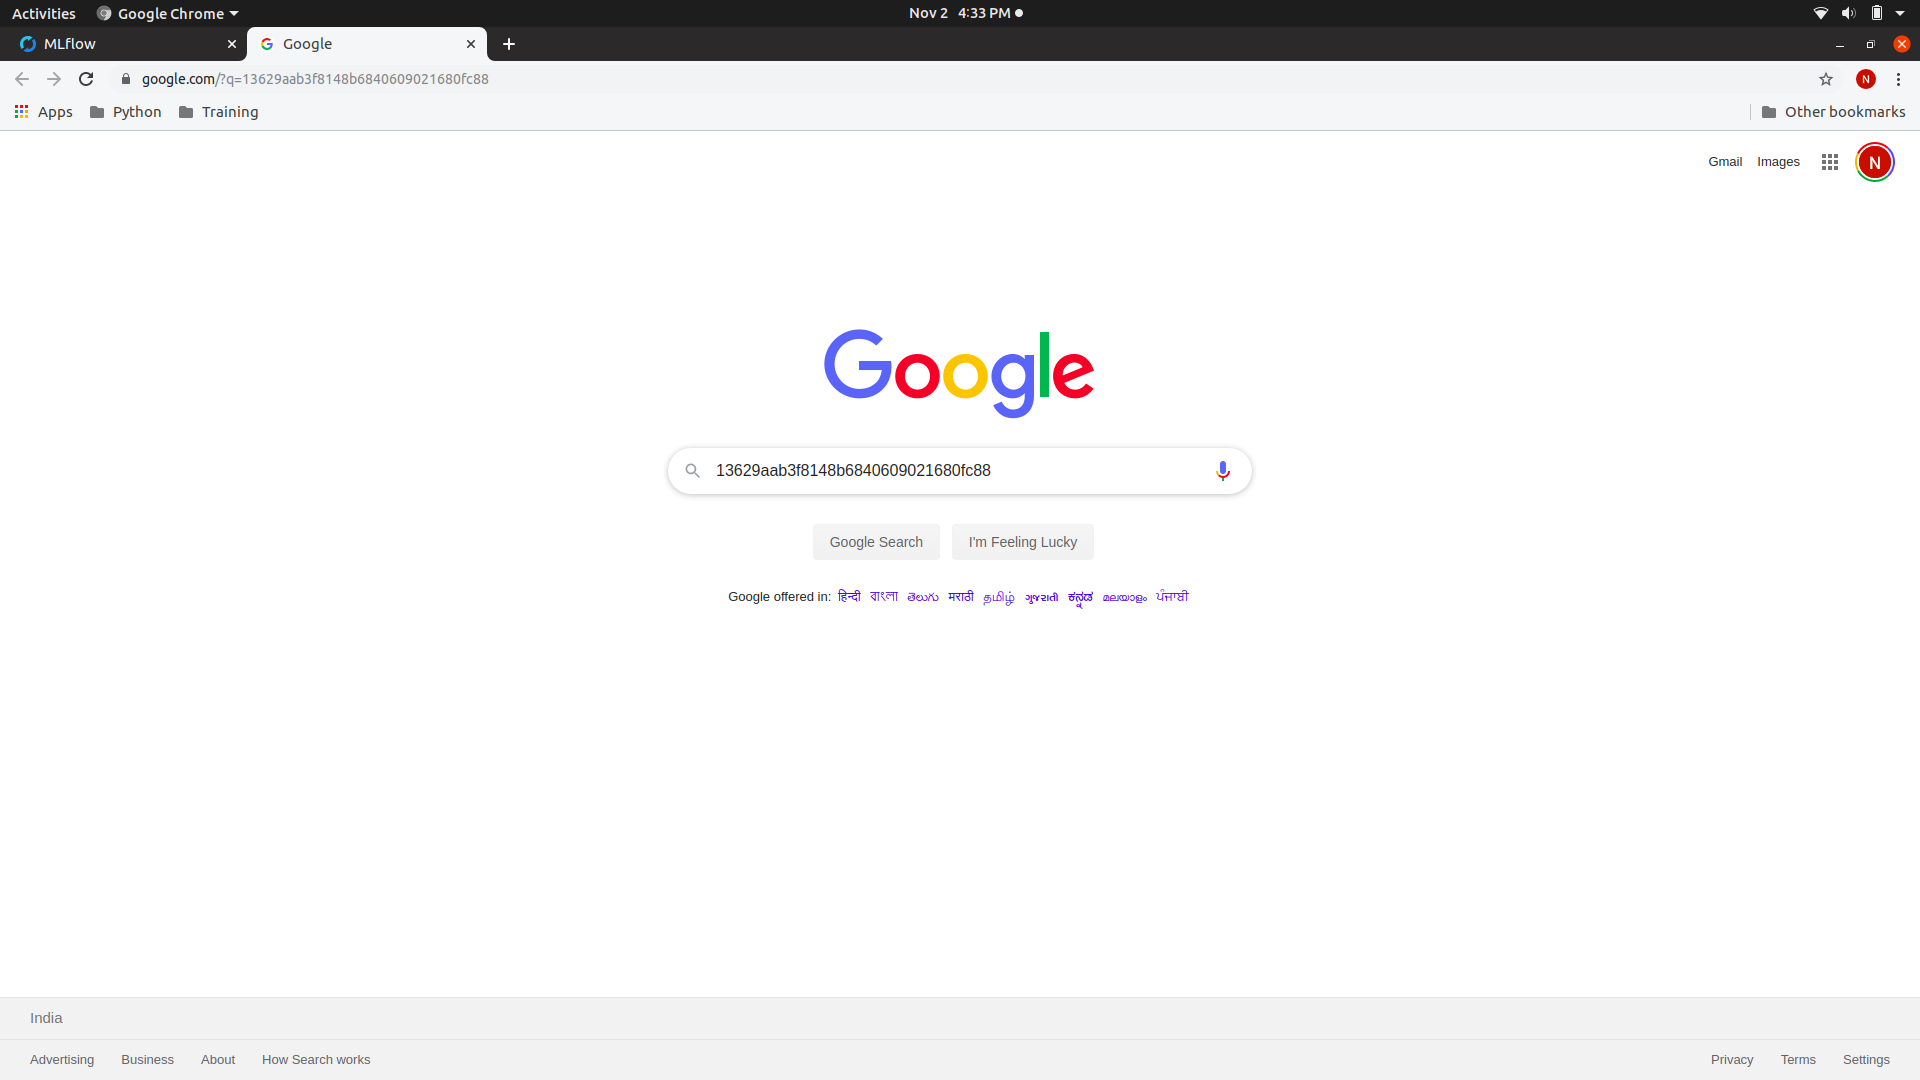 Activities Google Chrome Nov 2 4:33 PM
MLflow Google
google.com/?q=13629aab3f8148b6840609021680fc88 N
Apps Python Training Other bookmarks
Gmail Images N
Google
13629aab3f8148b6840609021680fc88
Google Search I'm Feeling Lucky
Google offered in: हिन्दी বাংলা తెలుగు मराठी தமிழ் ગુજરાતી ಕನ್ನಡ മലയാളം ਪੰਜਾਬੀ
India
Advertising Business About How Search works Privacy Terms Settings